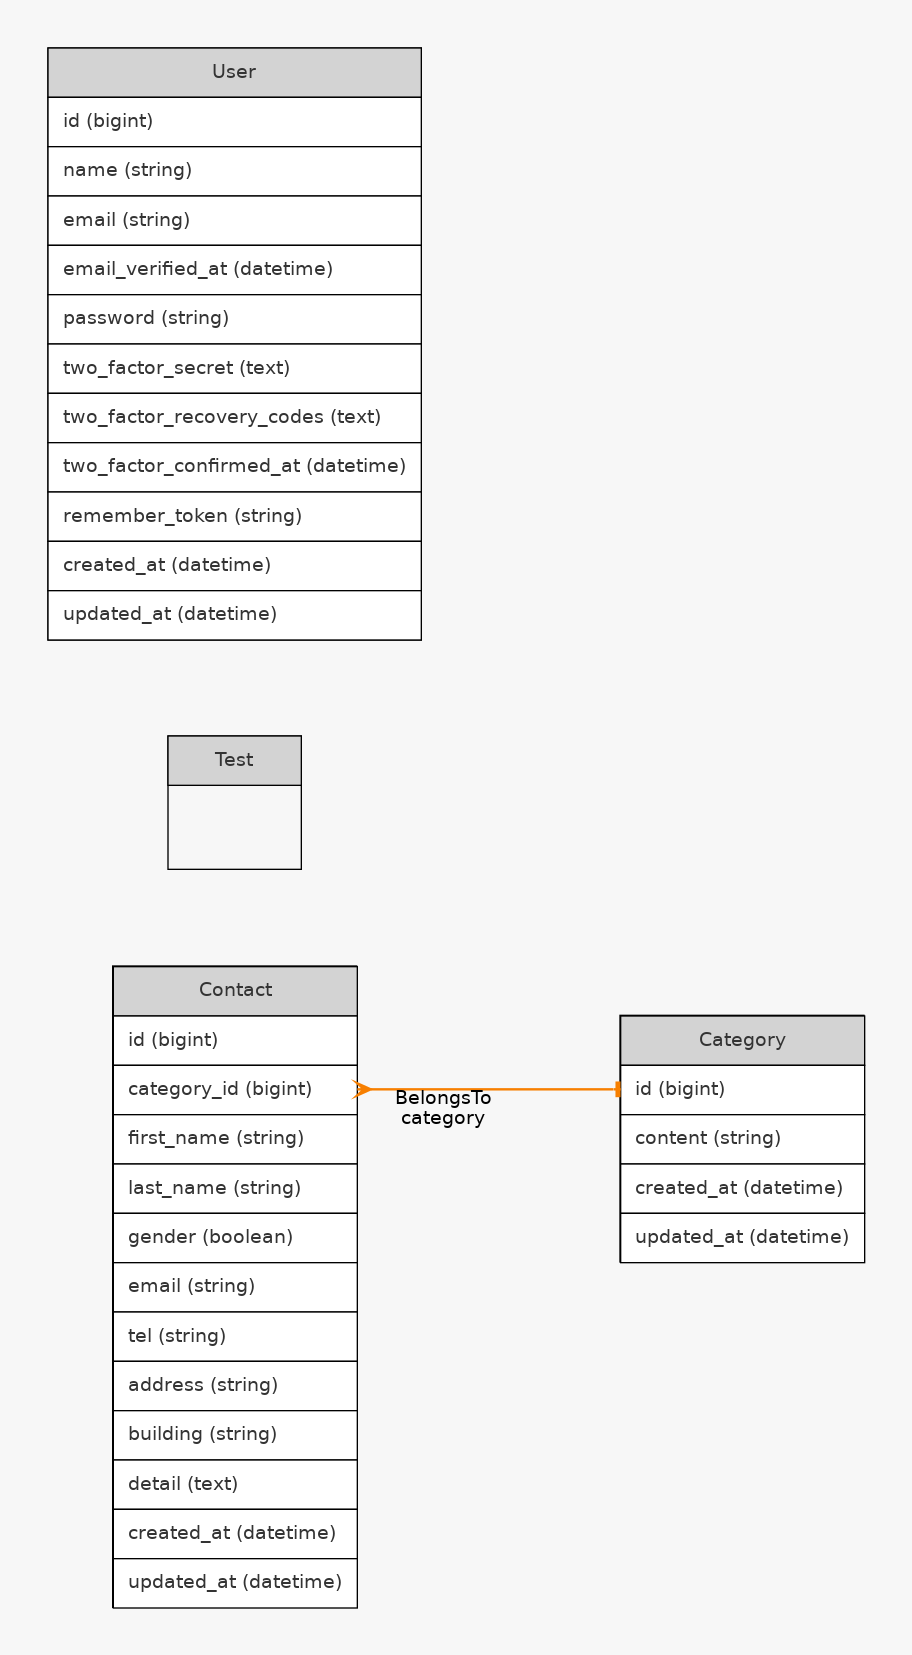 User
id (bigint)
name (string)
email (string)
email_verified_at (datetime)
password (string)
two_factor_secret (text)
two_factor_recovery_codes (text)
two_factor_confirmed_at (datetime)
remember_token (string)
created_at (datetime)
updated_at (datetime)
Test
Contact
id (bigint)
category_id (bigint)
first_name (string)
last_name (string)
gender (boolean)
email (string)
tel (string)
address (string)
building (string)
detail (text)
created_at (datetime)
updated_at (datetime)
BelongsTo
category
Category
id (bigint)
content (string)
created_at (datetime)
updated_at (datetime)